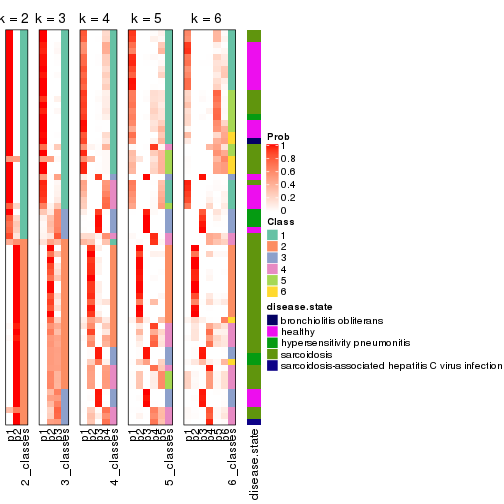 k = 2 k = 3 k = 4 k = 5 k = 6
Prob
1
0.8
0.6
0.4
0.2
0
Class
1
2
3
4
5
6
disease.state
bronchiolitis obliterans
healthy
hypersensitivity pneumonitis
sarcoidosis
sarcoidosis-associated hepatitis C virus infection
p1
p2
2_classes
p1
p2
p3
3_classes
p1
p2
p3
p4
4_classes
p1
p2
p3
p4
p5
5_classes
p1
p2
p3
p4
p5
p6
6_classes
disease.state